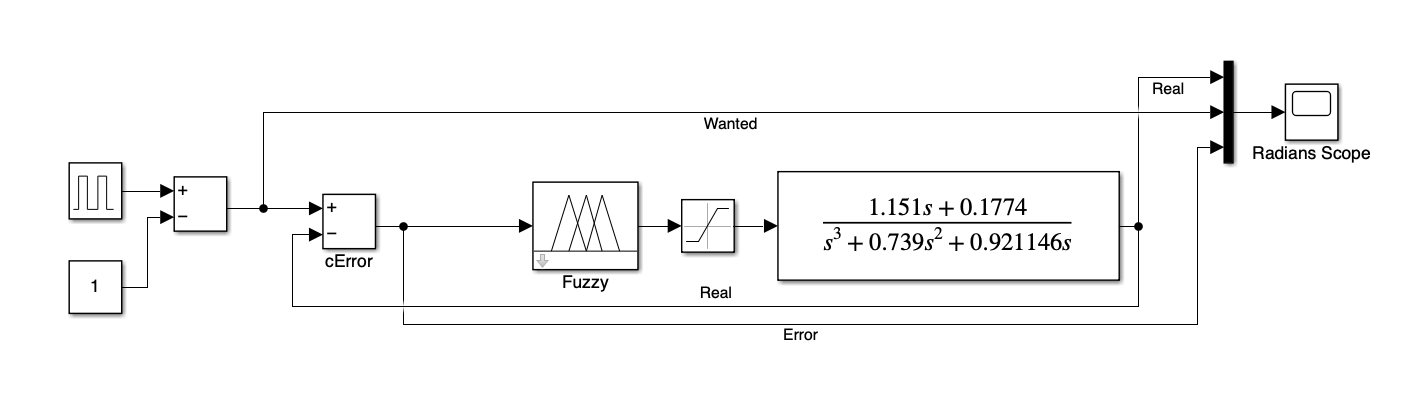 Real
Wanted
Radians Scope
+
−
+
−
cError
1
Fuzzy
1.151s + 0.1774
s³ + 0.739s² + 0.921146s
Real
Error